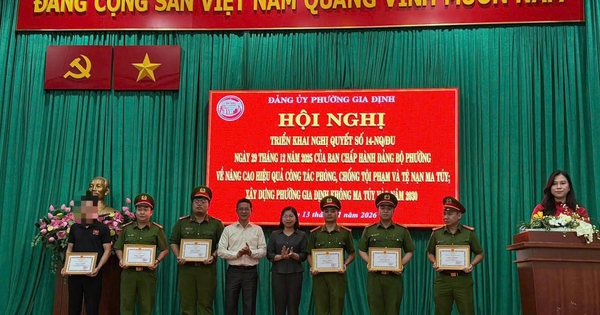 ĐẢNG CỘNG SẢN VIỆT NAM QUANG VINH MUÔN NĂM
ĐẢNG ỦY PHƯỜNG GIA ĐỊNH
HỘI NGHỊ
TRIỂN KHAI NGHỊ QUYẾT SỐ 14-NQ/ĐU
NGÀY 29 THÁNG 12 NĂM 2025 CỦA BAN CHẤP HÀNH ĐẢNG BỘ PHƯỜNG
VỀ NÂNG CAO HIỆU QUẢ CÔNG TÁC PHÒNG, CHỐNG TỘI PHẠM VÀ TỆ NẠN MA TÚY;
XÂY DỰNG PHƯỜNG GIA ĐỊNH KHÔNG MA TÚY NĂM 2030
13 1 NĂM 2026